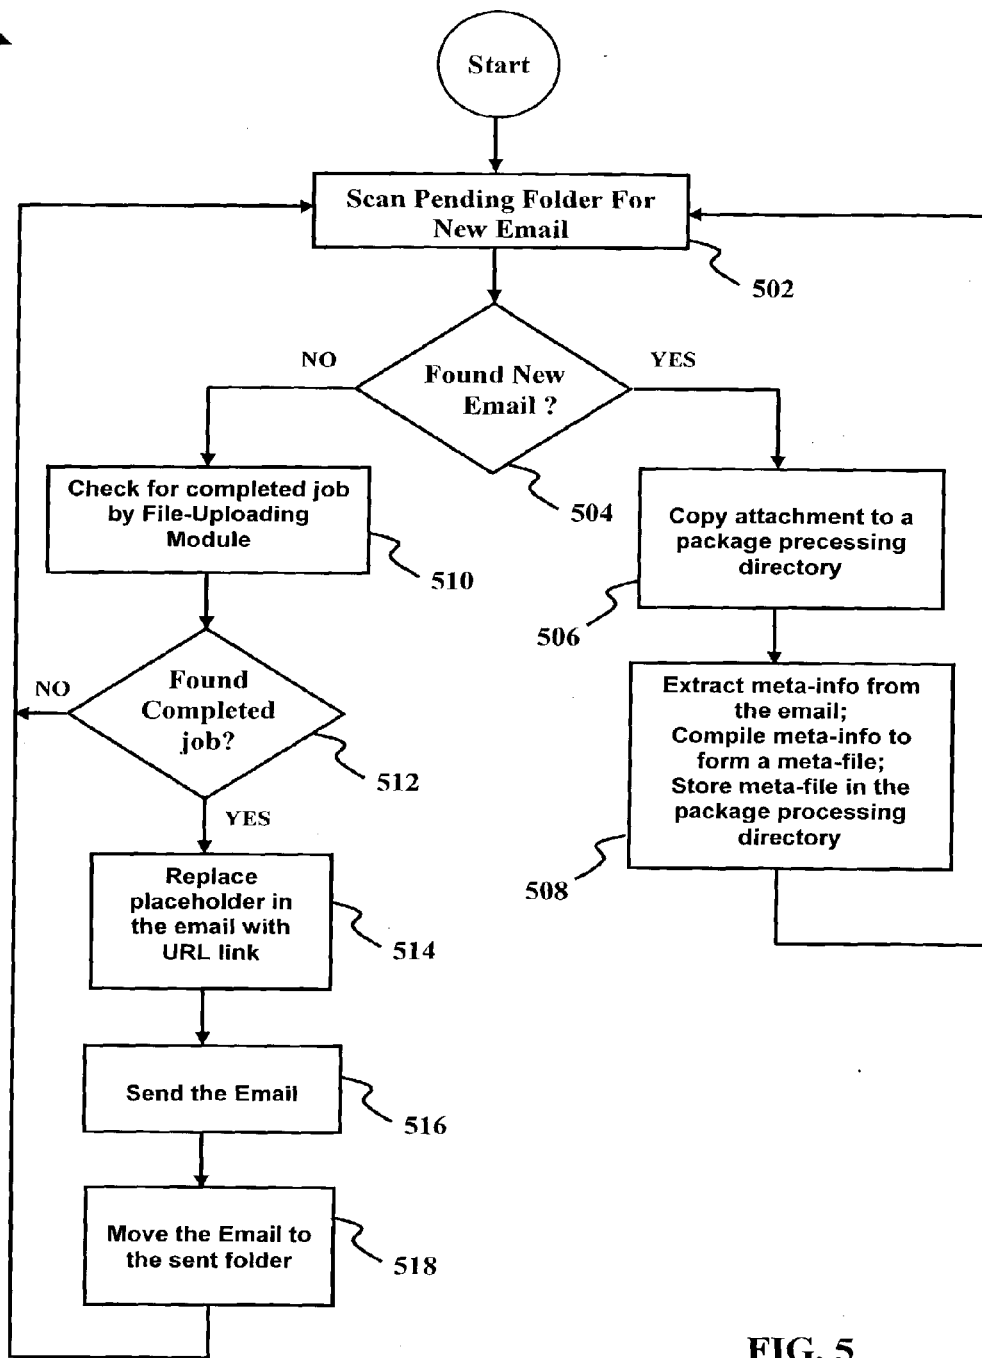 Start
Scan Pending Folder For
New Email
502
NO
YES
Found New
Email ?
504
Check for completed job
by File-Uploading
Module
510
Copy attachment to a
package precessing
directory
506
NO
Found
Completed
job?
512
YES
Extract meta-info from
the email;
Compile meta-info to
form a meta-file;
Store meta-file in the
package processing
directory
508
Replace
placeholder in
the email with
URL link
514
Send the Email
516
Move the Email to
the sent folder
518
FIG. 5